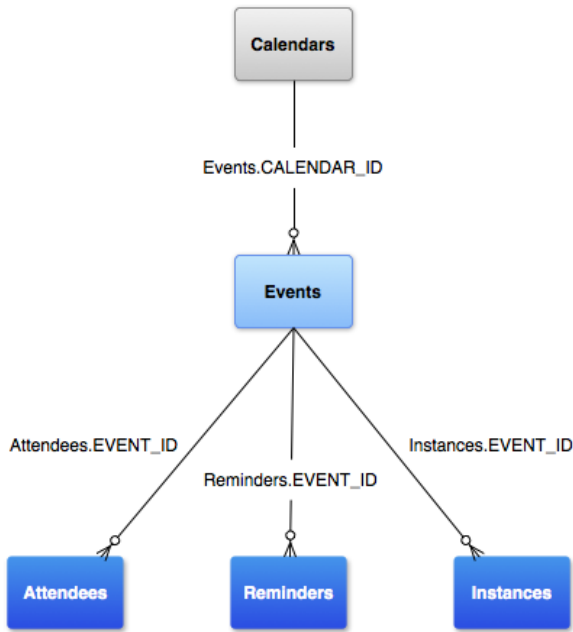 Calendars
Events.CALENDAR_ID
Events
Attendees.EVENT_ID
Instances.EVENT_ID
Reminders.EVENT_ID
Attendees
Reminders
Instances